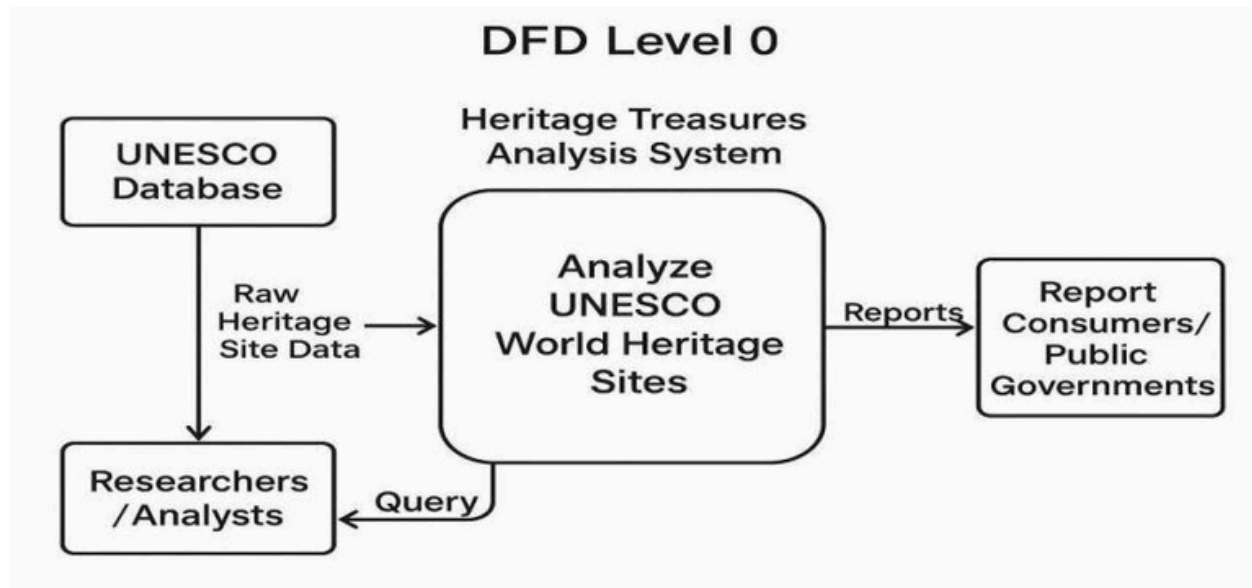 DFD Level 0
UNESCO
Database
Heritage Treasures
Analysis System
Raw
Heritage
Site Data
Analyze
UNESCO
World Heritage
Sites
Reports
Report
Consumers/
Public
Governments
Researchers
/Analysts
Query